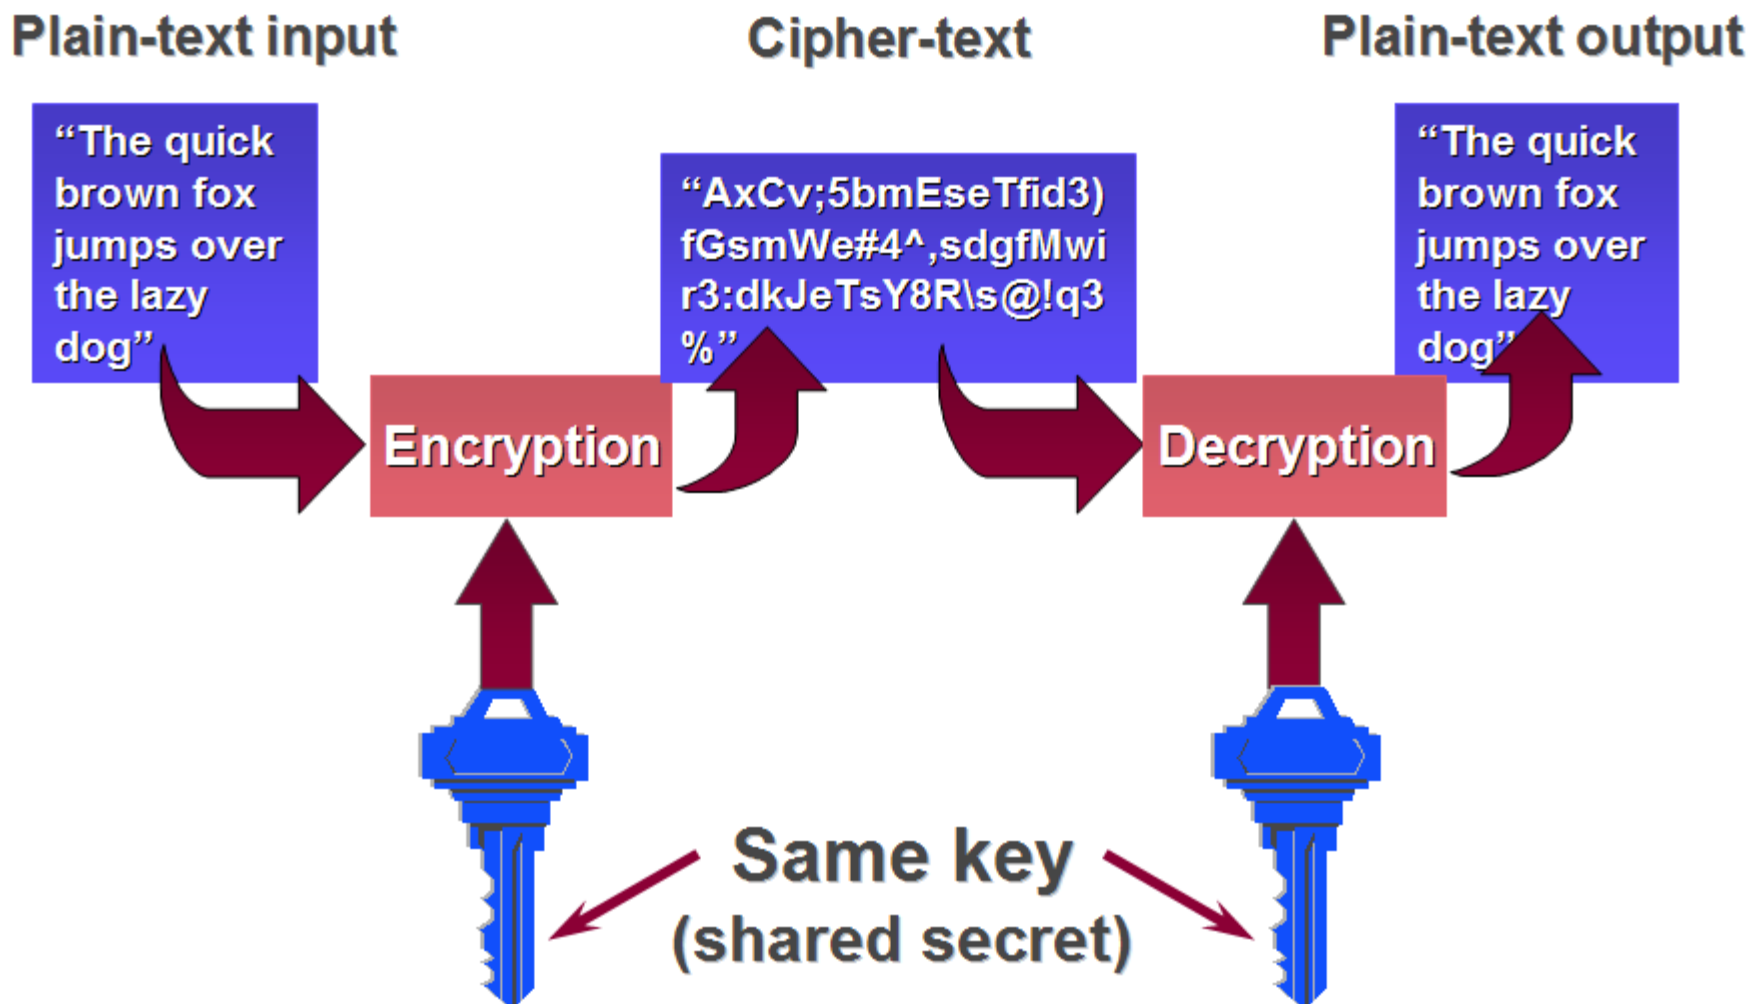 Plain-text input
Cipher-text
Plain-text output
“The quick
brown fox
jumps over
the lazy
dog”
“AxCv;5bmEseTfid3)
fGsmWe#4^,sdgfMwi
r3:dkJeTsY8R\s@!q3
%”
“The quick
brown fox
jumps over
the lazy
dog”
Encryption
Decryption
Same key
(shared secret)